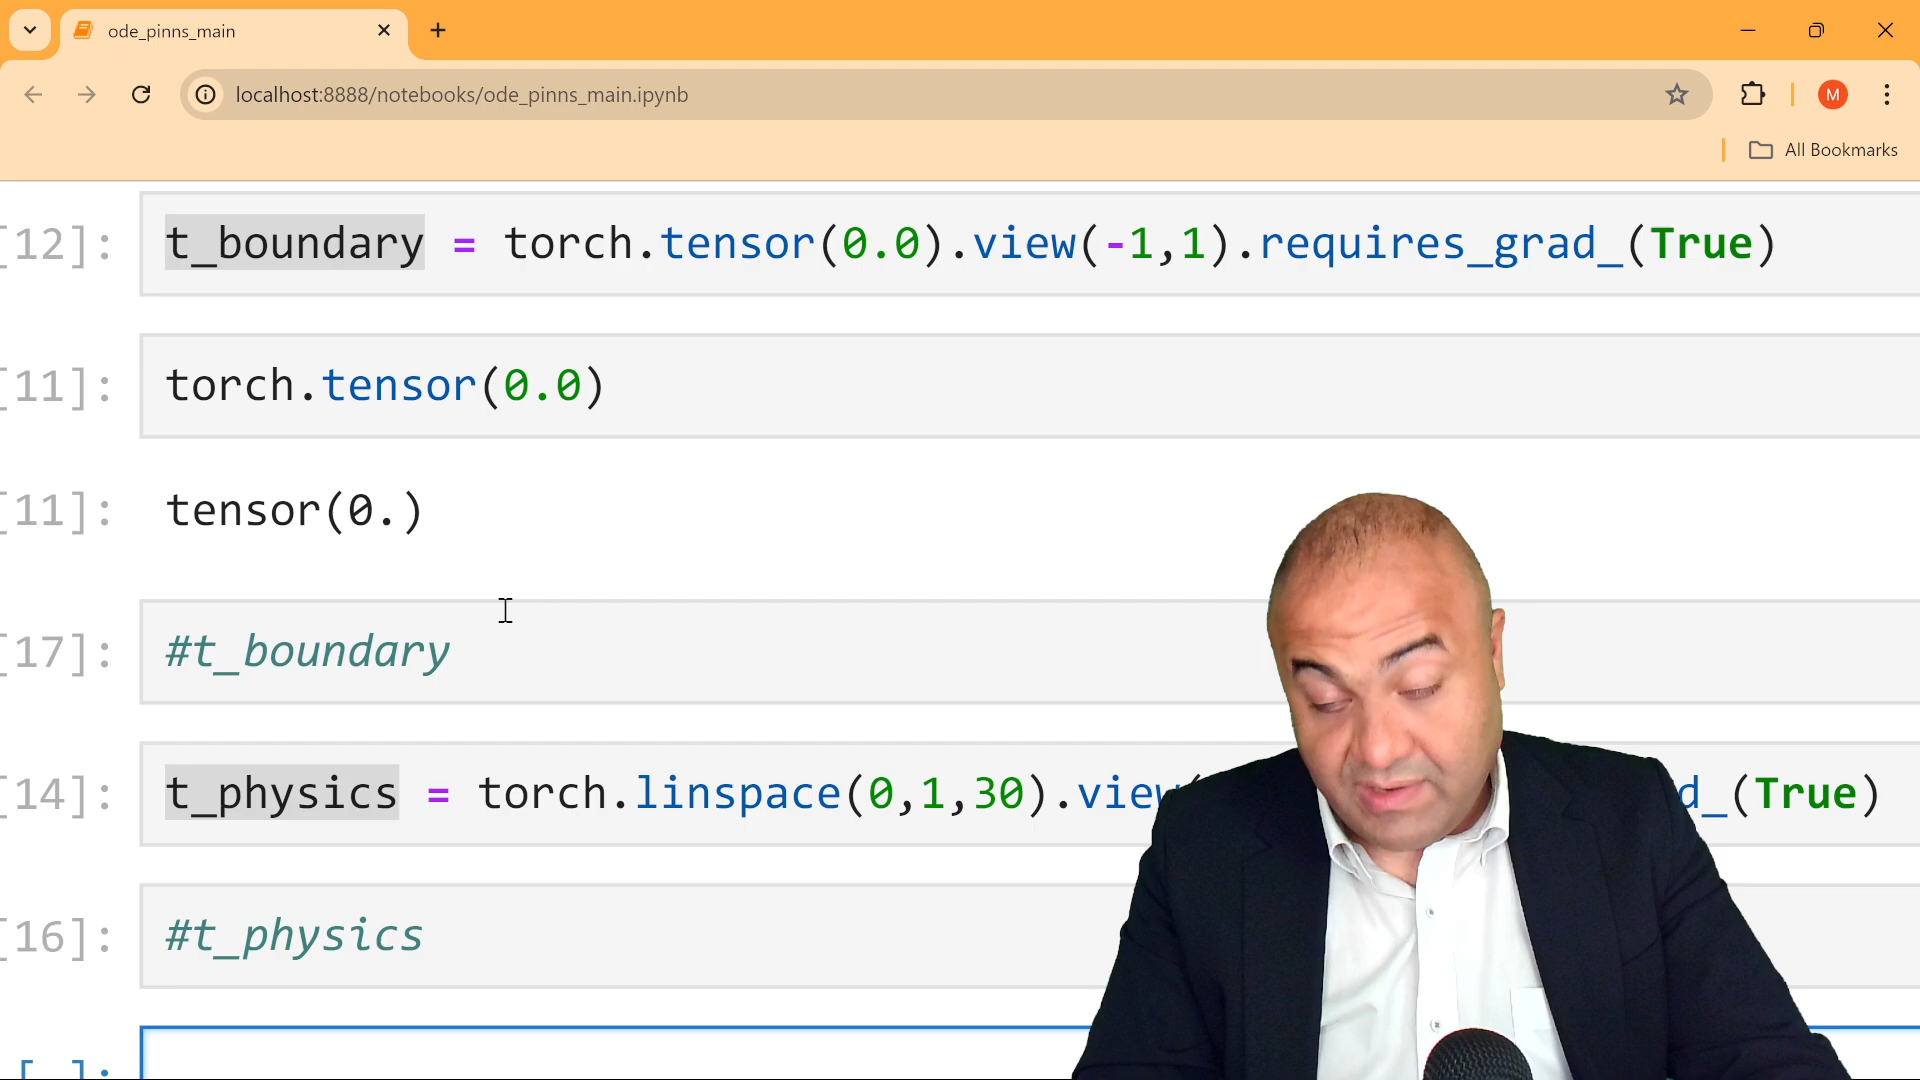 ode_pinns_main
localhost:8888/notebooks/ode_pinns_main.ipynb
M
All Bookmarks
[12]: t_boundary = torch.tensor(0.0).view(-1,1).requires_grad_(True)
[11]: torch.tensor(0.0)
[11]: tensor(0.)
[17]: #t_boundary
[14]: t_physics = torch.linspace(0,1,30).view( d_(True)
[16]: #t_physics
[ ]: